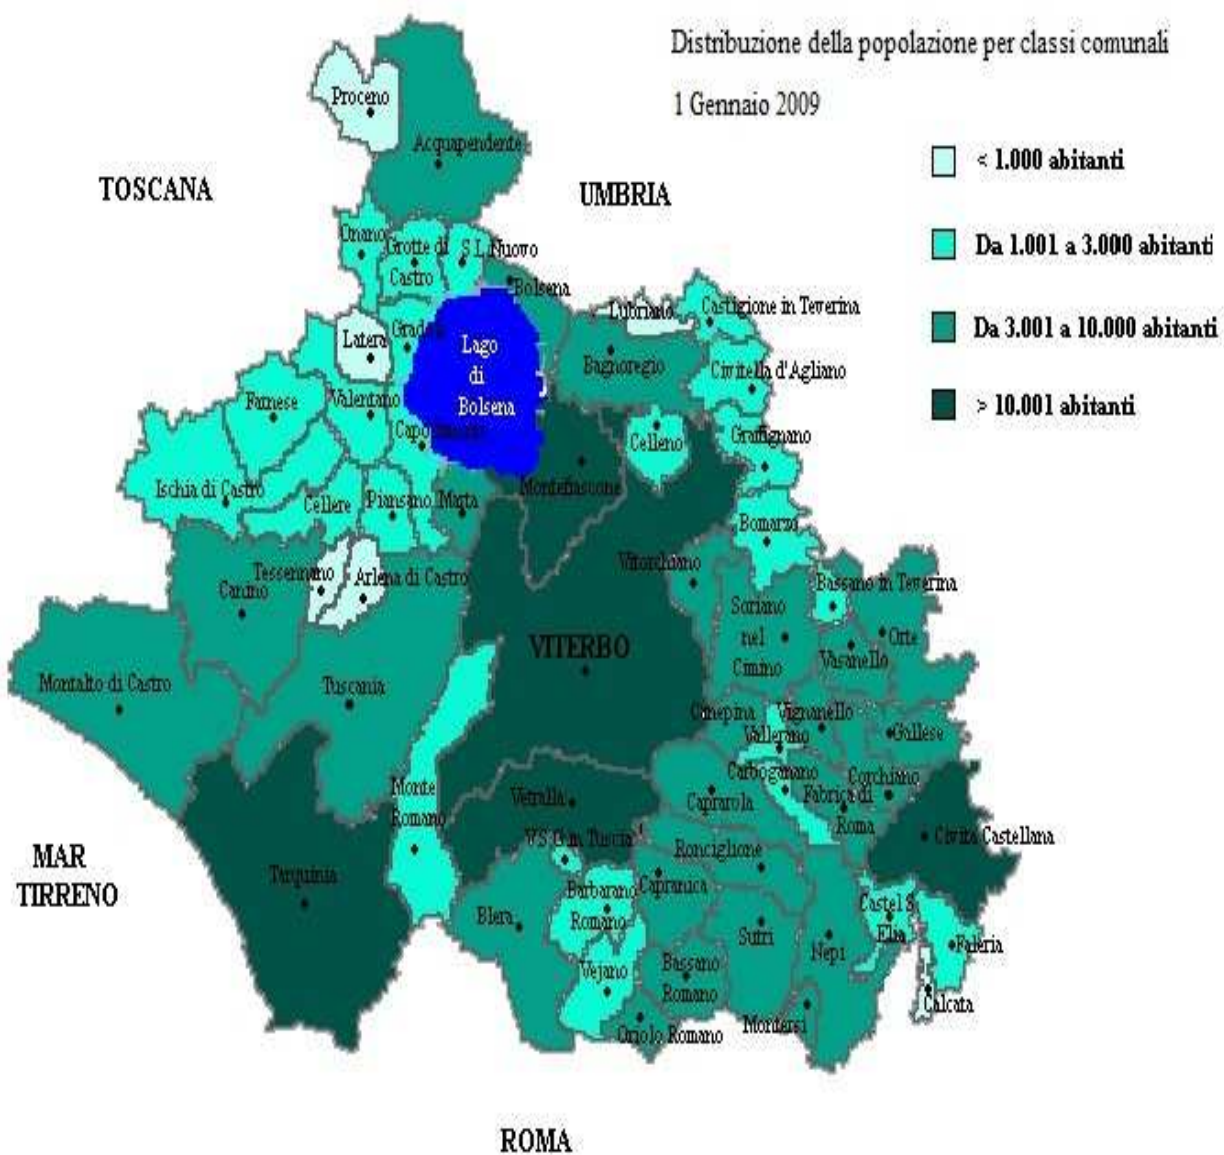 Distribuzione della popolazione per classi comunali
1 Gennaio 2009
< 1.000 abitanti
Da 1.001 a 3.000 abitanti
Da 3.001 a 10.000 abitanti
> 10.001 abitanti
TOSCANA
UMBRIA
MAR
TIRRENO
ROMA
Proceno
Acquapendente
Onano
Grotte di
Castro
S L Nuovo
Bolsena
Latera
Lago
di
Bolsena
Lubriano
Castigione in Teverina
Bagnoregio
Civitella d'Agliano
Farnese
Valentano
Celleno
Graffignano
Ischia di Castro
Cellere
Piansano
Marta
Montefiascone
Bomarzo
Tessennano
Arlena di Castro
Canino
Vitorchiano
Bassano in Teverina
Soriano
nel
Cimino
VITERBO
Vasanello
Orte
Montalto di Castro
Tuscania
Canepina
Vignanello
Vallerano
Gallese
Monte
Romano
Vetralla
Caprarola
Carbognano
Corchiano
Fabrica di
Roma
Civita Castellana
Tarquinia
V.S.G.in Tuscia
Ronciglione
Capranica
Barbarano
Romano
Blera
Sutri
Nepi
Castel S
Elia
Faleria
Vejano
Bassano
Romano
Calcata
Oriolo Romano